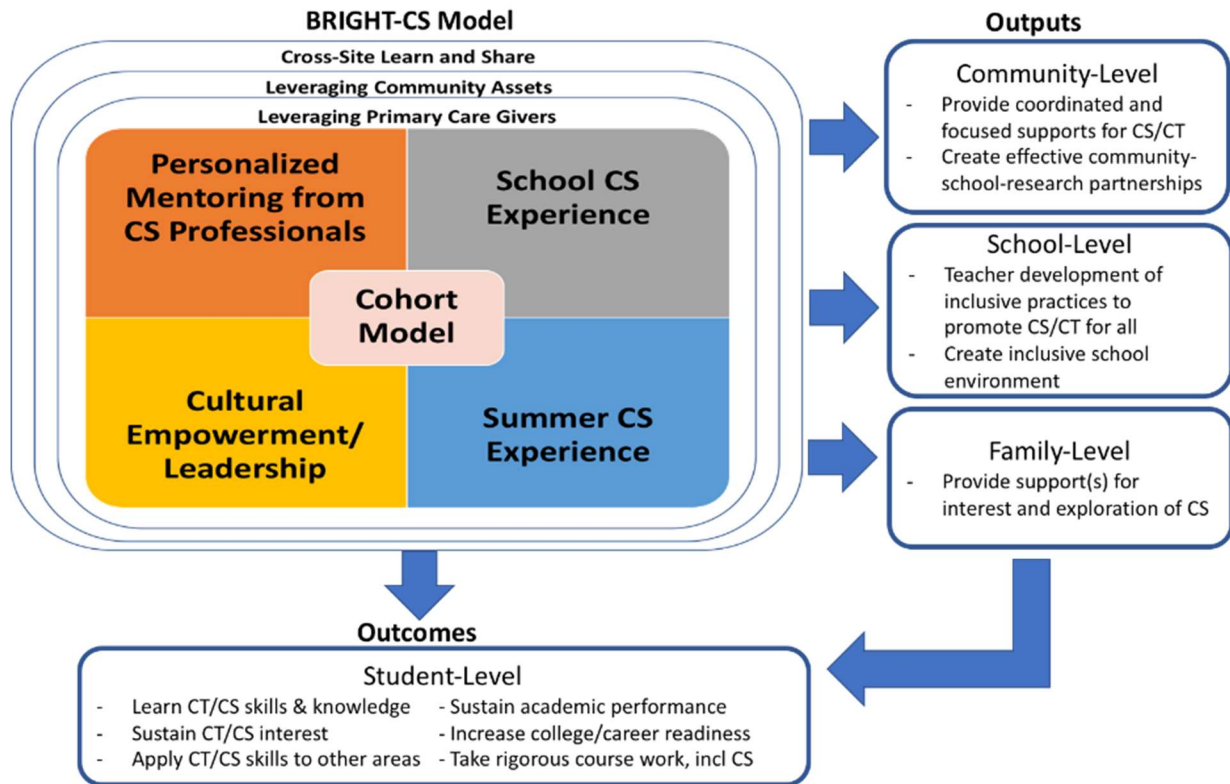 BRIGHT-CS Model
Cross-Site Learn and Share
Leveraging Community Assets
Leveraging Primary Care Givers
Personalized
Mentoring from
CS Professionals
School CS
Experience
Cohort
Model
Cultural
Empowerment/
Leadership
Summer CS
Experience
Outputs
Community-Level
- Provide coordinated and
focused supports for CS/CT
- Create effective community-
school-research partnerships
School-Level
- Teacher development of
inclusive practices to
promote CS/CT for all
- Create inclusive school
environment
Family-Level
- Provide support(s) for
interest and exploration of CS
Outcomes
Student-Level
- Learn CT/CS skills & knowledge
- Sustain CT/CS interest
- Apply CT/CS skills to other areas
- Sustain academic performance
- Increase college/career readiness
- Take rigorous course work, incl CS